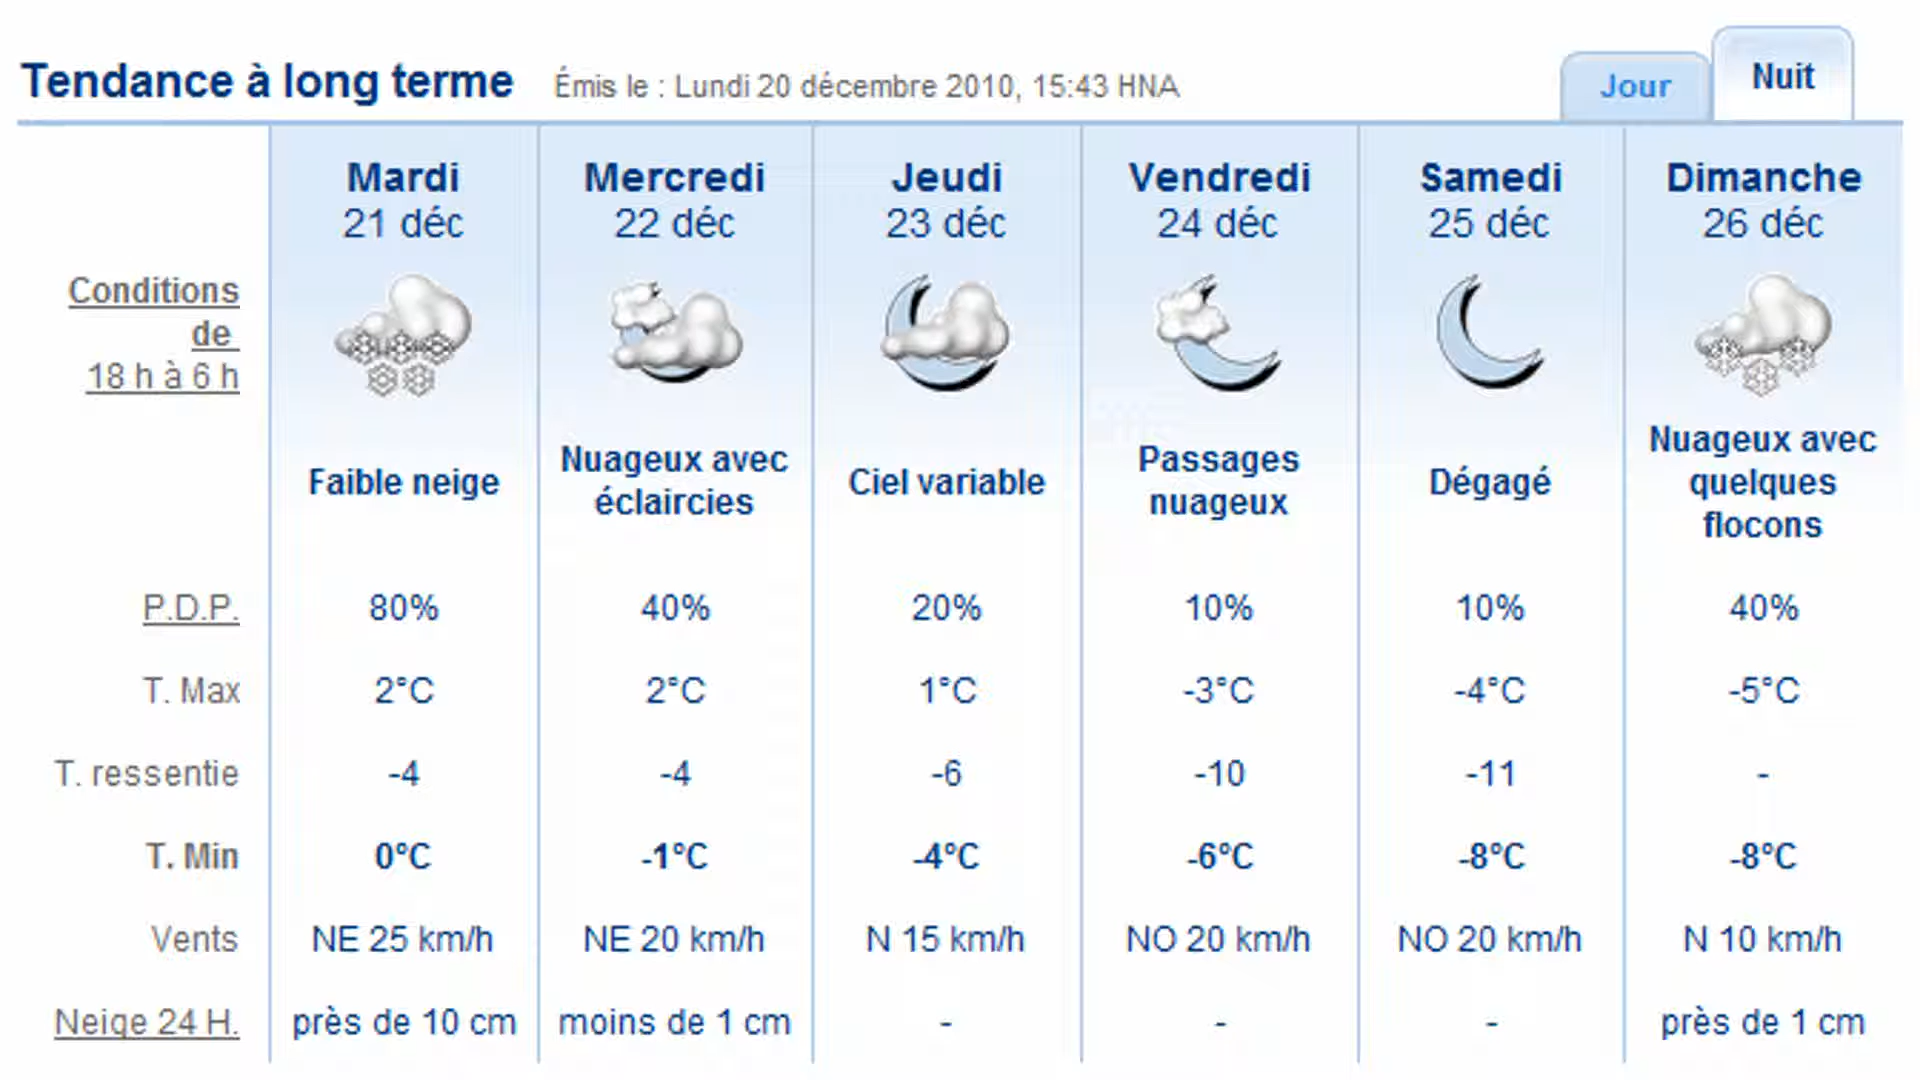 Tendance à long terme Émis le : Lundi 20 décembre 2010, 15:43 HNA Jour Nuit
Mardi Mercredi Jeudi Vendredi Samedi Dimanche
21 déc 22 déc 23 déc 24 déc 25 déc 26 déc
Conditions
de
18 h à 6 h
Faible neige
Nuageux avec
éclaircies
Ciel variable
Passages
nuageux
Dégagé
Nuageux avec
quelques
flocons
P.D.P. 80% 40% 20% 10% 10% 40%
T. Max 2°C 2°C 1°C -3°C -4°C -5°C
T. ressentie -4 -4 -6 -10 -11 -
T. Min 0°C -1°C -4°C -6°C -8°C -8°C
Vents NE 25 km/h NE 20 km/h N 15 km/h NO 20 km/h NO 20 km/h N 10 km/h
Neige 24 H. près de 10 cm moins de 1 cm - - - près de 1 cm